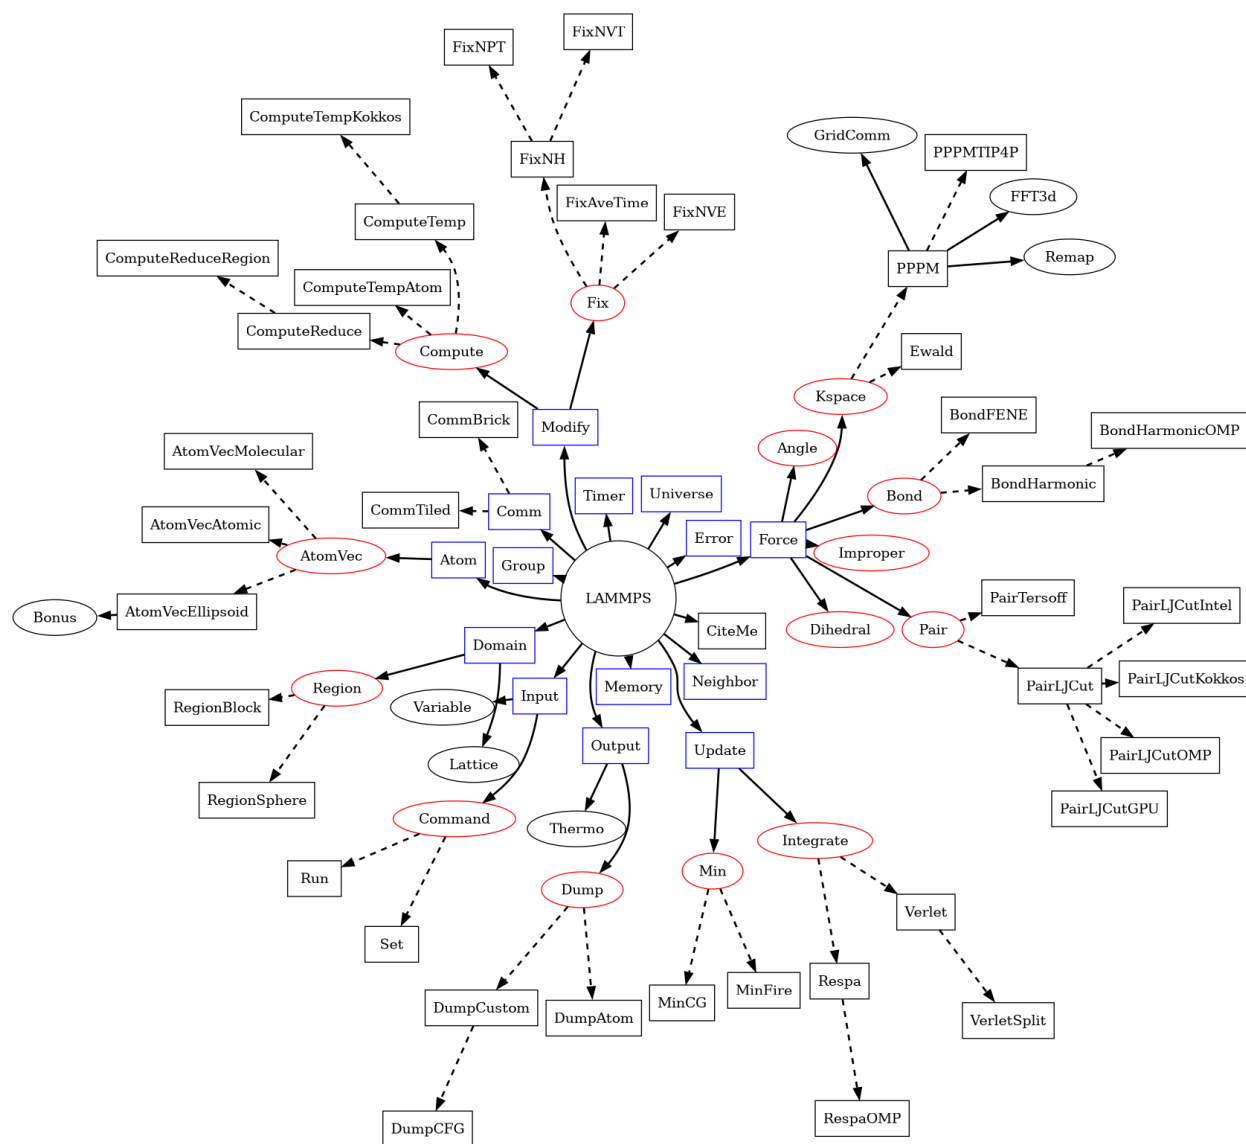 FixNVT
FixNPT
ComputeTempKokkos
GridComm
PPPMTIP4P
FixNH
FFT3d
FixAveTime
FixNVE
ComputeTemp
ComputeReduceRegion
Remap
PPPM
ComputeTempAtom
Fix
ComputeReduce
Compute
Ewald
Kspace
BondFENE
CommBrick
Modify
BondHarmonicOMP
AtomVecMolecular
Angle
BondHarmonic
Timer
Universe
Bond
CommTiled
Comm
AtomVecAtomic
Error
Force
AtomVec
Atom
Group
Improper
LAMMPS
PairTersoff
PairLJCutIntel
Bonus
AtomVecEllipsoid
CiteMe
Dihedral
Pair
Domain
PairLJCutKokkos
Region
Memory
Neighbor
PairLJCut
RegionBlock
Variable
Input
Output
Update
PairLJCutOMP
Lattice
RegionSphere
PairLJCutGPU
Command
Thermo
Integrate
Run
Min
Dump
Verlet
Set
Respa
MinFire
MinCG
DumpCustom
DumpAtom
VerletSplit
RespaOMP
DumpCFG